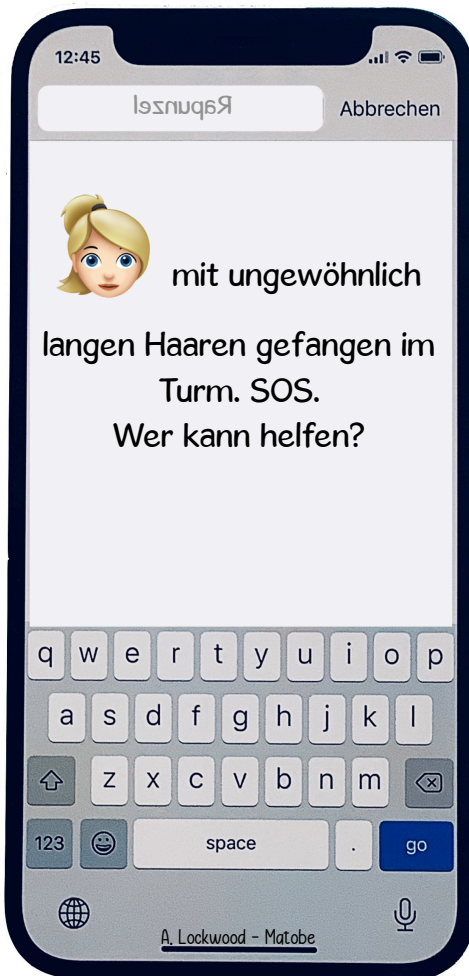 12:45
Rapunzel Abbrechen
mit ungewöhnlich
langen Haaren gefangen im
Turm. SOS.
Wer kann helfen?
q w e r t y u i o p
a s d f g h j k l
z x c v b n m
123 space . go
A. Lockwood - Matobe